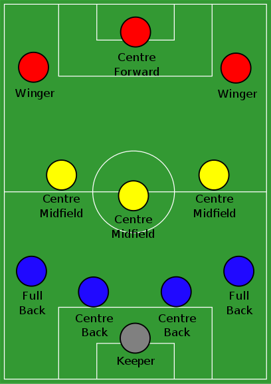 Centre
Forward
Winger
Winger
Centre
Midfield
Centre
Midfield
Centre
Midfield
Full
Back
Centre
Back
Centre
Back
Full
Back
Keeper